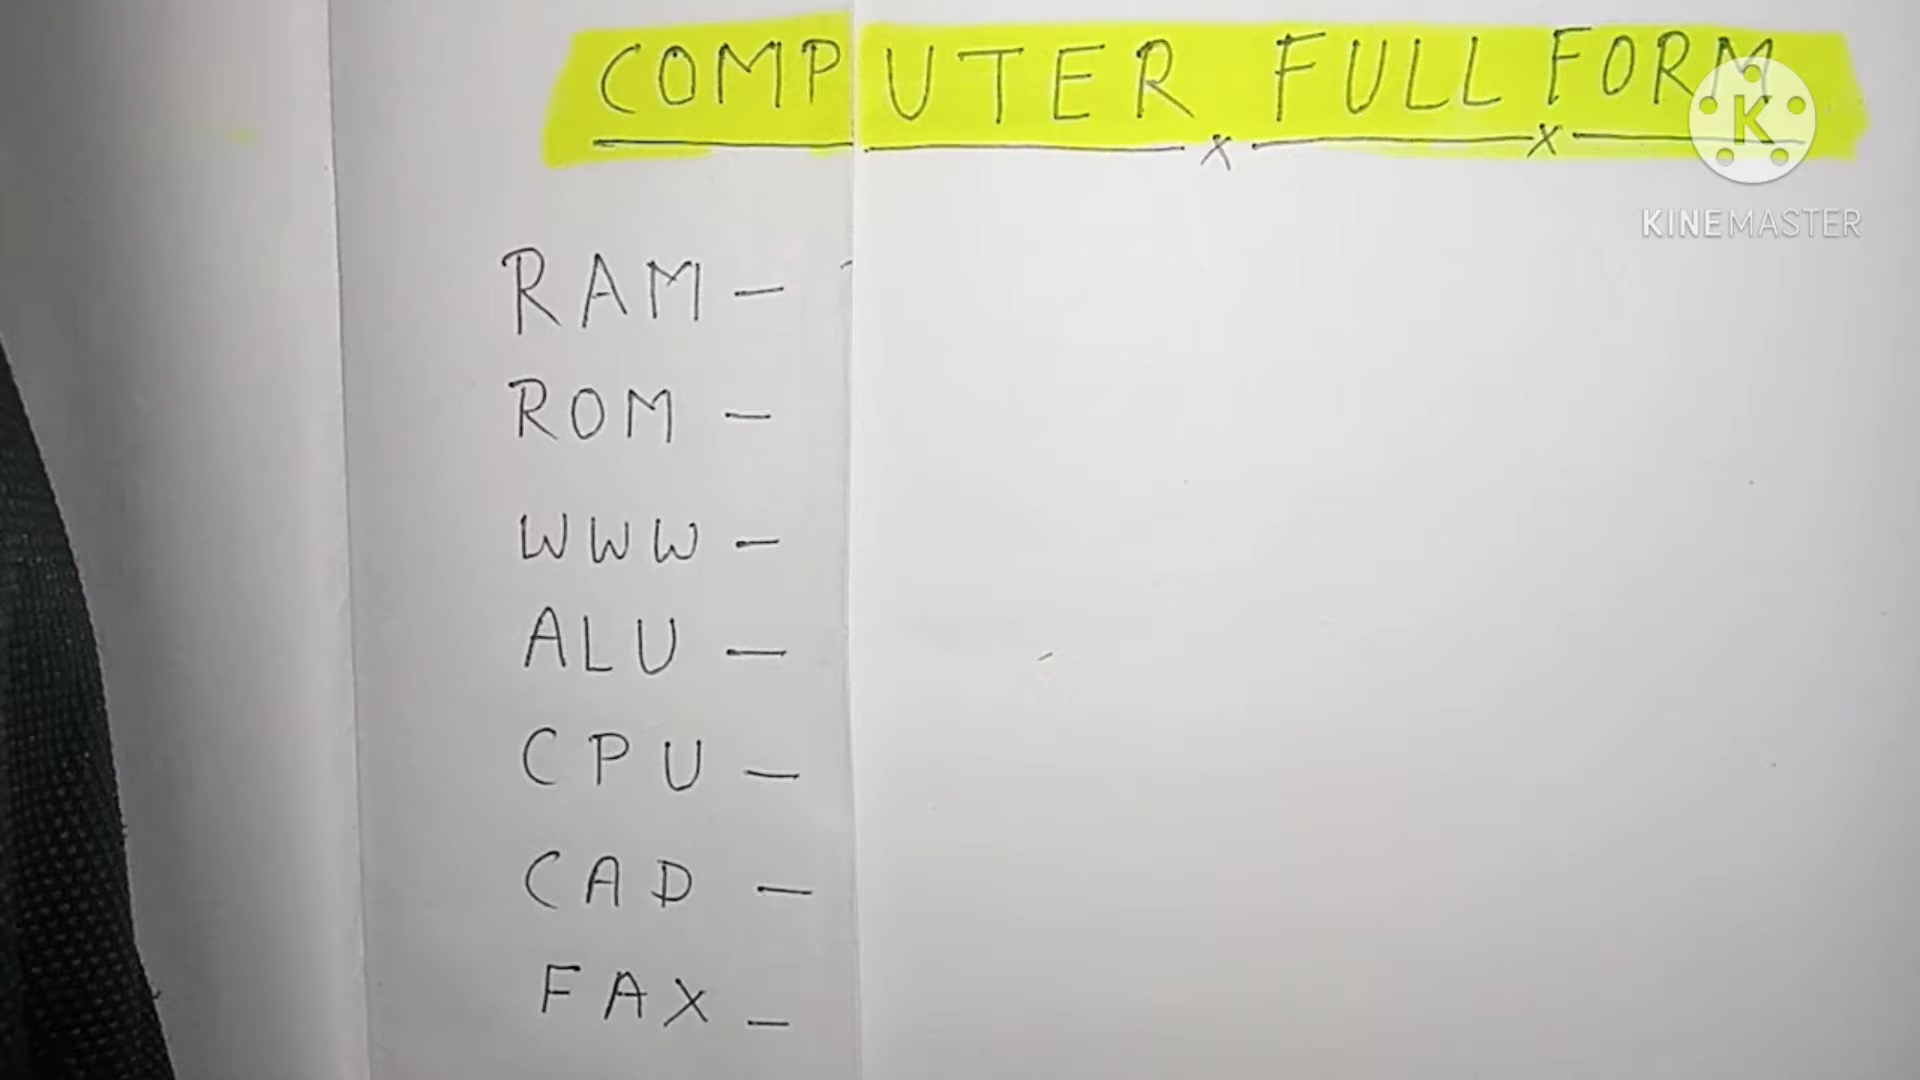 COMPUTER FULL FORM
K
KINEMASTER
RAM -
ROM -
WWW -
ALU -
CPU -
CAD -
FAX -